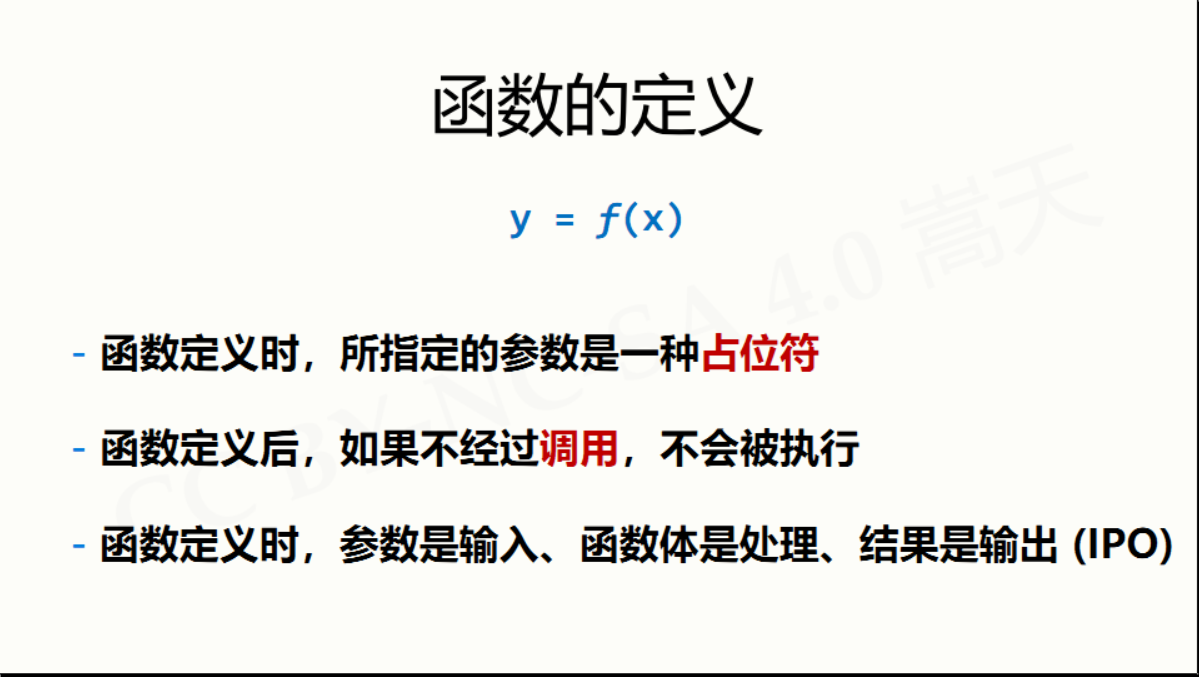 函数的定义
y = f(x)
- 函数定义时，所指定的参数是一种占位符
- 函数定义后，如果不经过调用，不会被执行
- 函数定义时，参数是输入、函数体是处理、结果是输出 (IPO)
CC BY-NC SA 4.0 嵩天